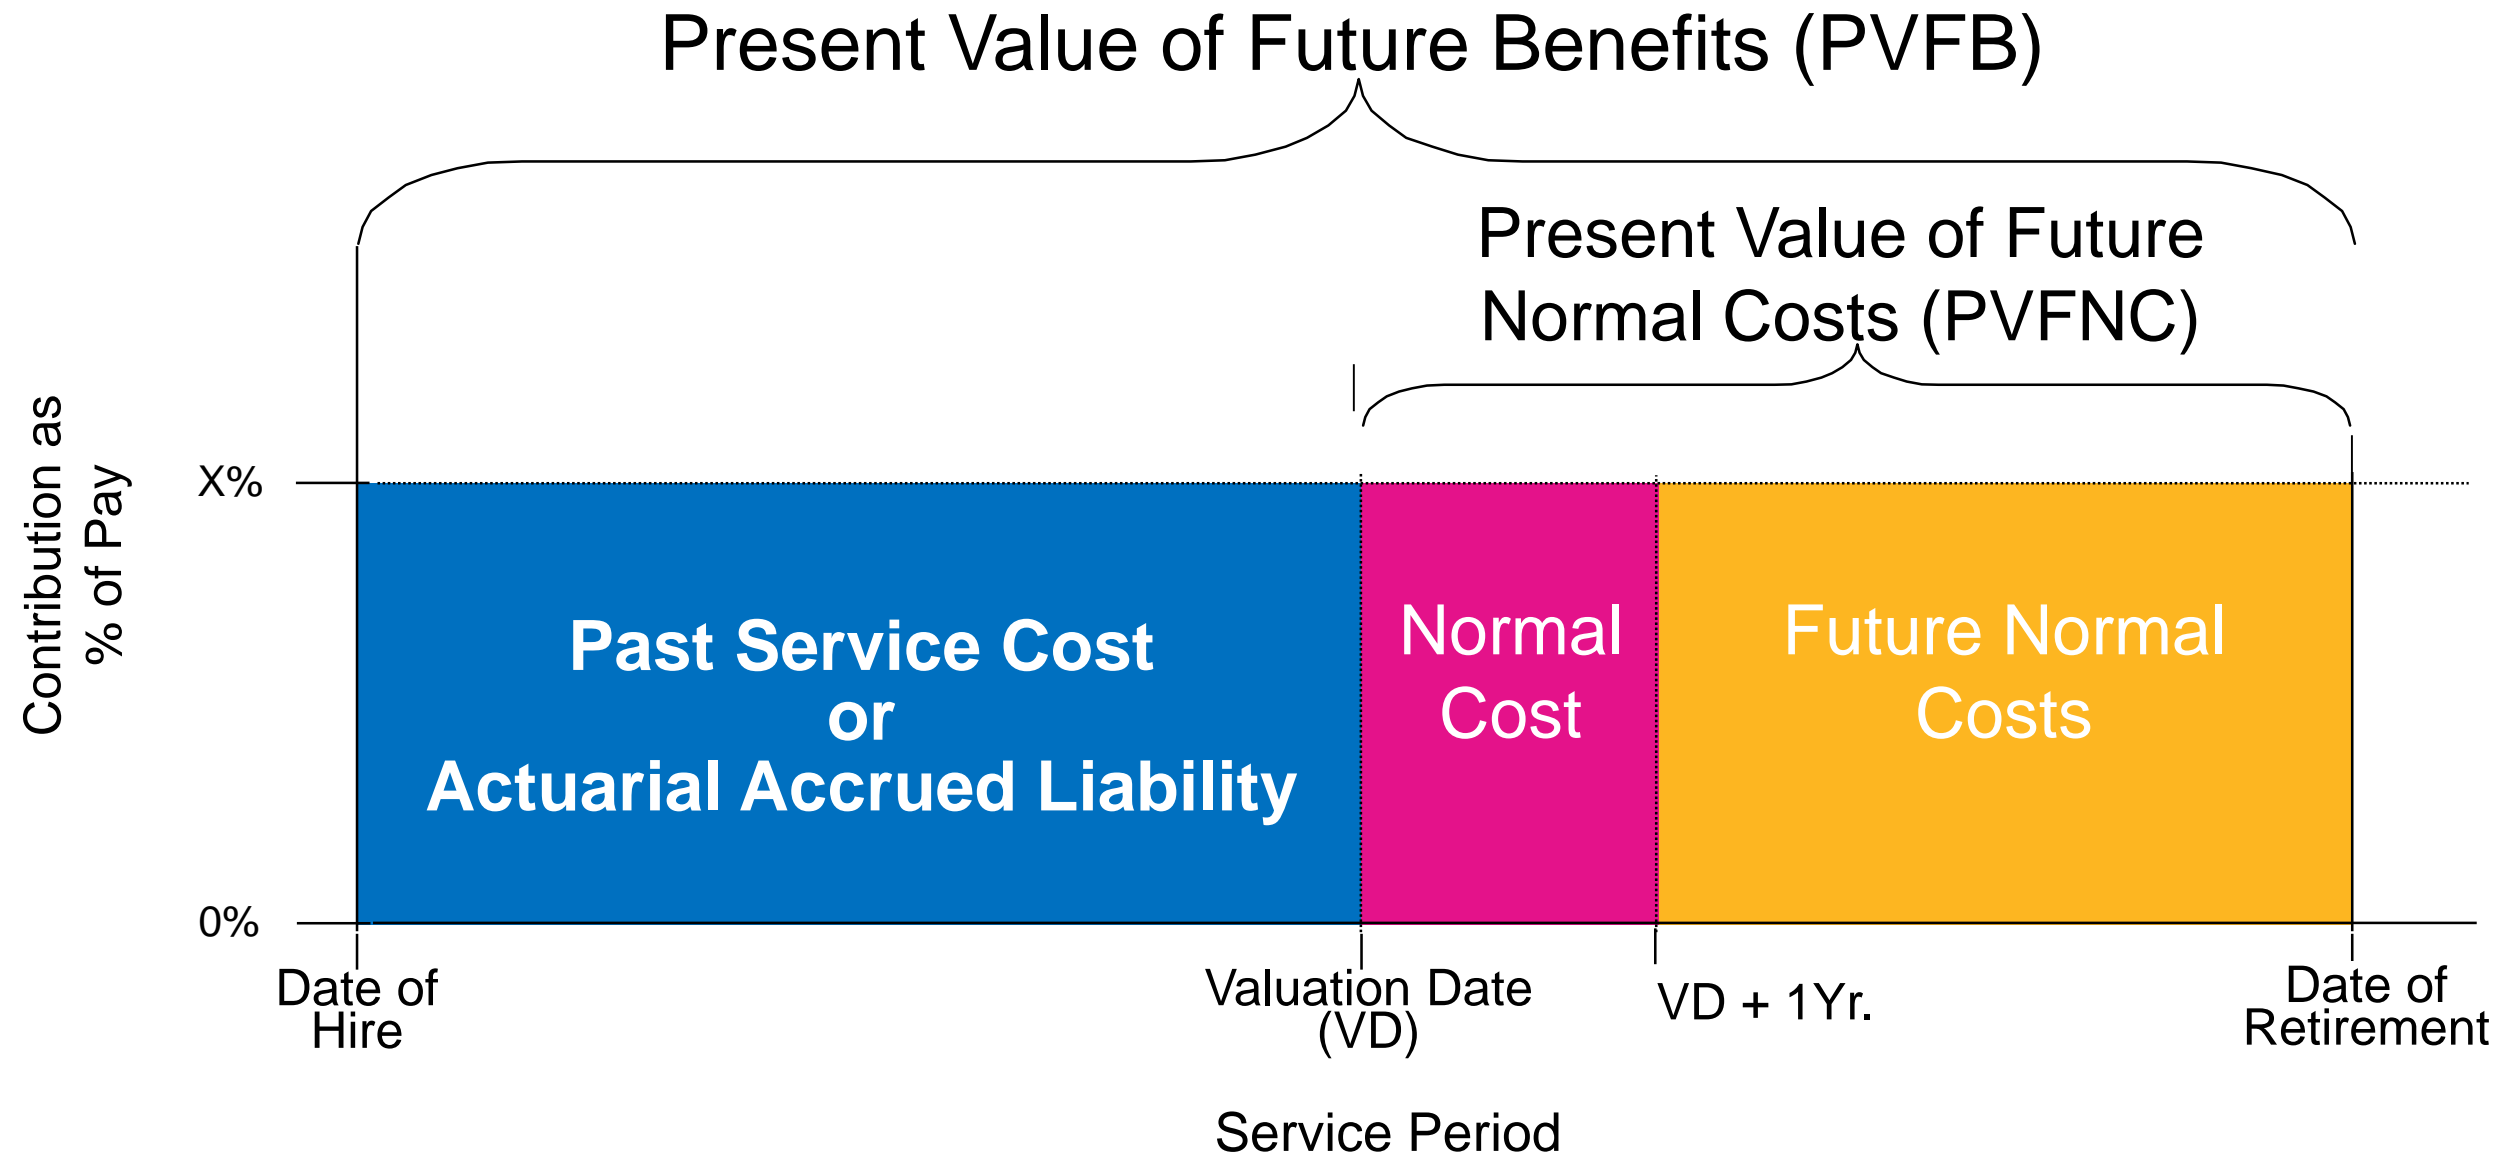 Present Value of Future Benefits (PVFB)
Present Value of Future
Normal Costs (PVFNC)
Contribution as
% of Pay
X%
Past Service Cost
or
Actuarial Accrued Liability
Normal
Cost
Future Normal
Costs
0%
Date of
Hire
Valuation Date
(VD)
VD + 1Yr.
Date of
Retirement
Service Period